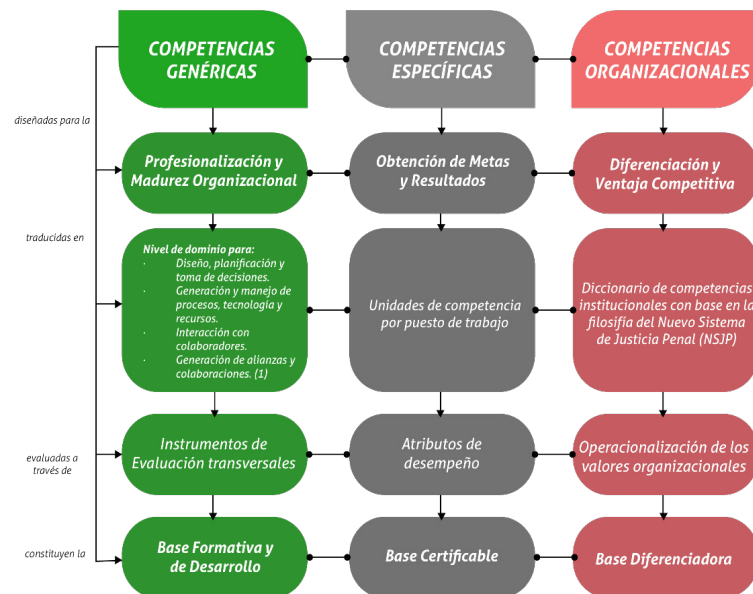 COMPETENCIAS
GENÉRICAS
COMPETENCIAS
ESPECÍFICAS
COMPETENCIAS
ORGANIZACIONALES
diseñadas para la
Profesionalización y
Madurez Organizacional
Obtención de Metas
y Resultados
Diferenciación y
Ventaja Competitiva
traducidas en
Nivel de dominio para:
· Diseño, planificación y
toma de decisiones.
· Generación y manejo de
procesos, tecnología y
recursos.
· Interacción con
colaboradores.
· Generación de alianzas y
colaboraciones. (1)
Unidades de competencia
por puesto de trabajo
Diccionario de competencias
institucionales con base en la
filosifía del Nuevo Sistema
de Justicia Penal (NSJP)
evaluadas a
través de
Instrumentos de
Evaluación transversales
Atributos de
desempeño
Operacionalización de los
valores organizacionales
constituyen la
Base Formativa y
de Desarrollo
Base Certificable
Base Diferenciadora